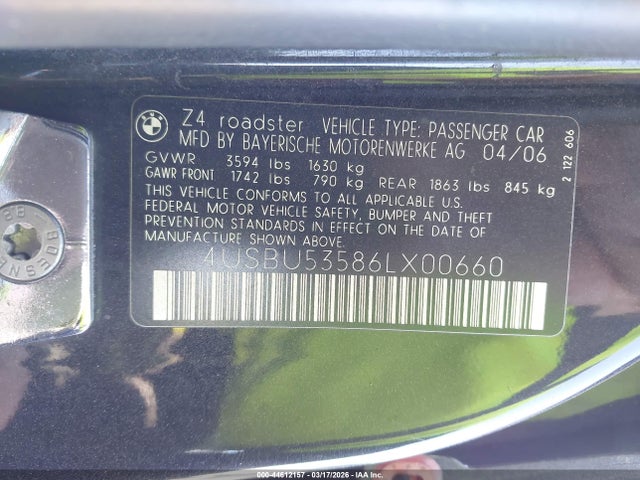 Z4 roadster VEHICLE TYPE: PASSENGER CAR
MFD BY BAYERISCHE MOTORENWERKE AG 04/06
GVWR 3594 lbs 1630 kg
GAWR FRONT 1742 lbs 790 kg REAR 1863 lbs 845 kg
THIS VEHICLE CONFORMS TO ALL APPLICABLE U.S.
FEDERAL MOTOR VEHICLE SAFETY, BUMPER AND THEFT
PREVENTION STANDARDS IN EFFECT ON THE DATE OF
MANUFACTURE SHOWN ABOVE.
4USBU53586LX00660
2 122 606
000-44612157 - 03/17/2026 - IAA Inc.